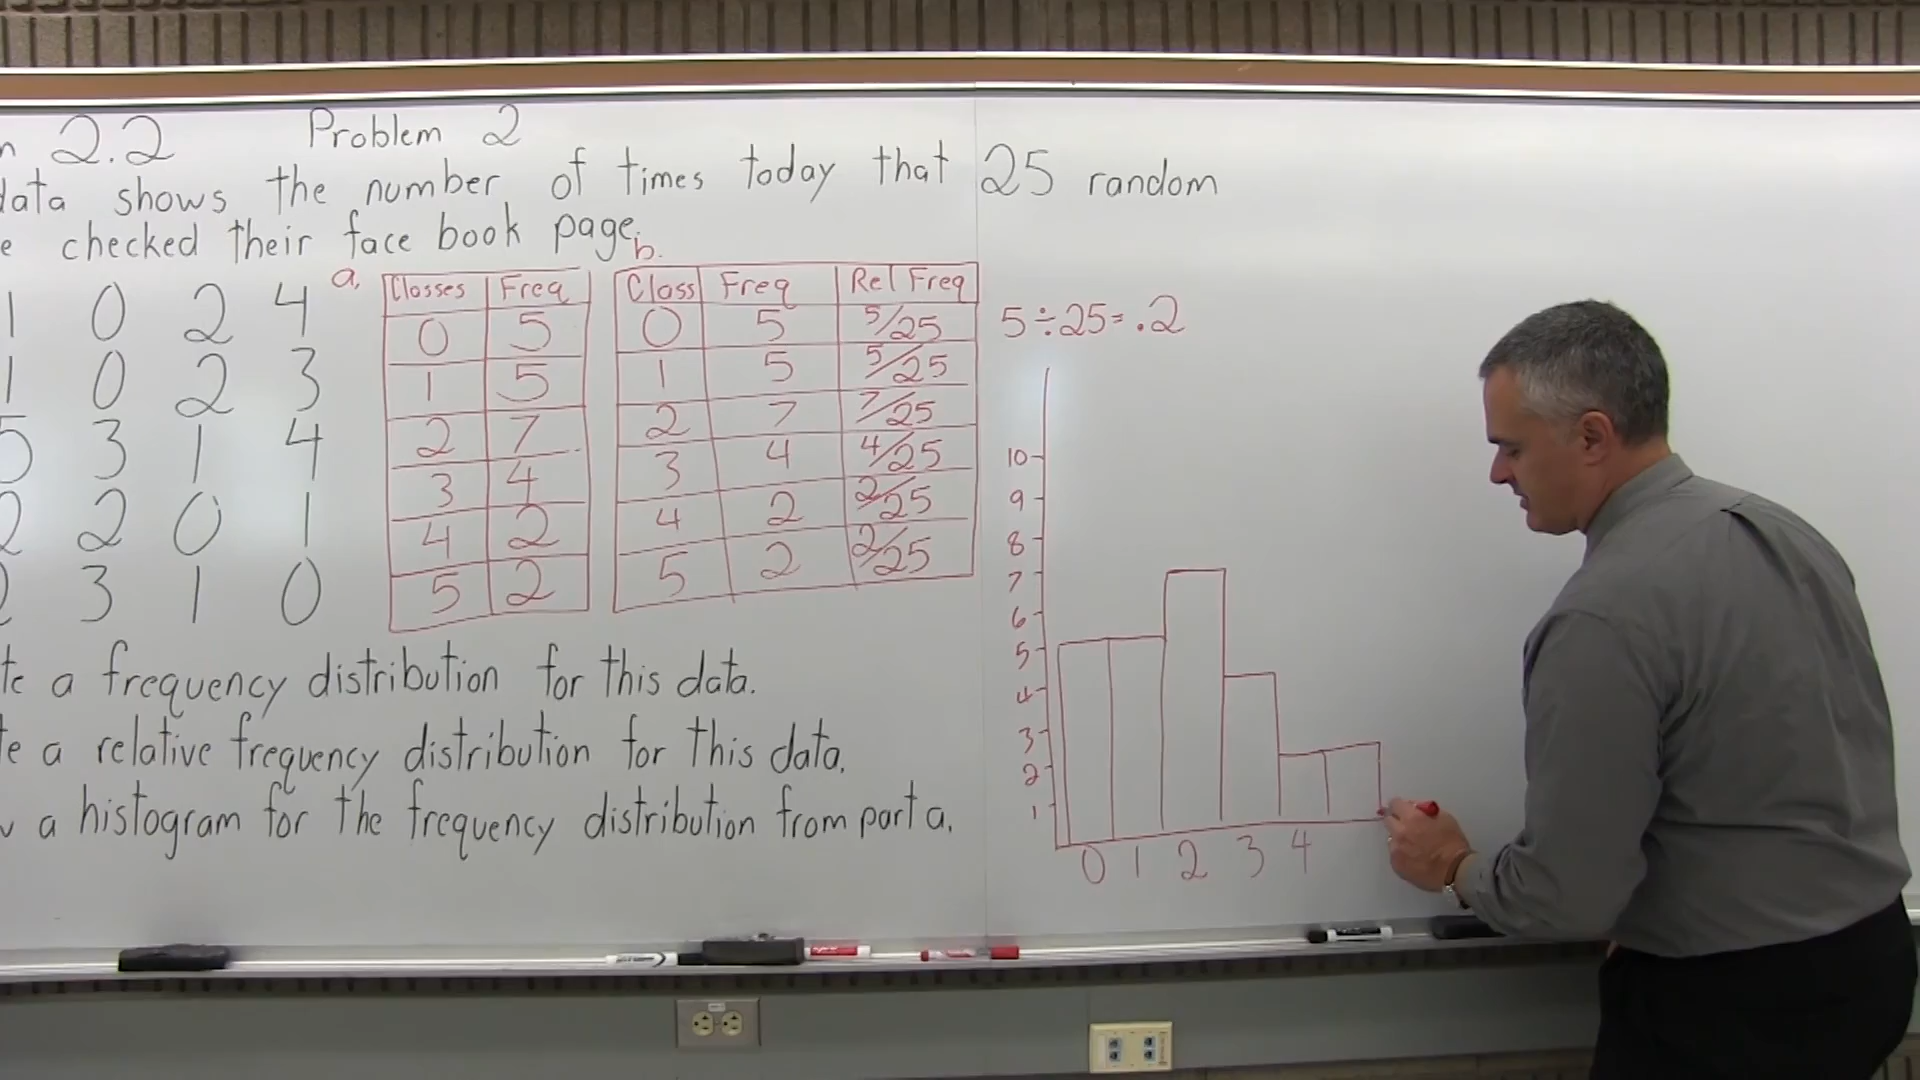 2.2 Problem 2
data shows the number of times today that 25 random
checked their face book page.
1 0 2 4
1 0 2 3
5 3 1 4
2 2 0 1
2 3 1 0
a.
Classes Freq
0 5
1 5
2 7
3 4
4 2
5 2
b.
Class Freq Rel Freq
0 5 5/25
1 5 5/25
2 7 7/25
3 4 4/25
4 2 2/25
5 2 2/25
5÷25=.2
10
9
8
7
6
5
4
3
2
1
0 1 2 3 4
te a frequency distribution for this data.
te a relative frequency distribution for this data.
a histogram for the frequency distribution from part a.